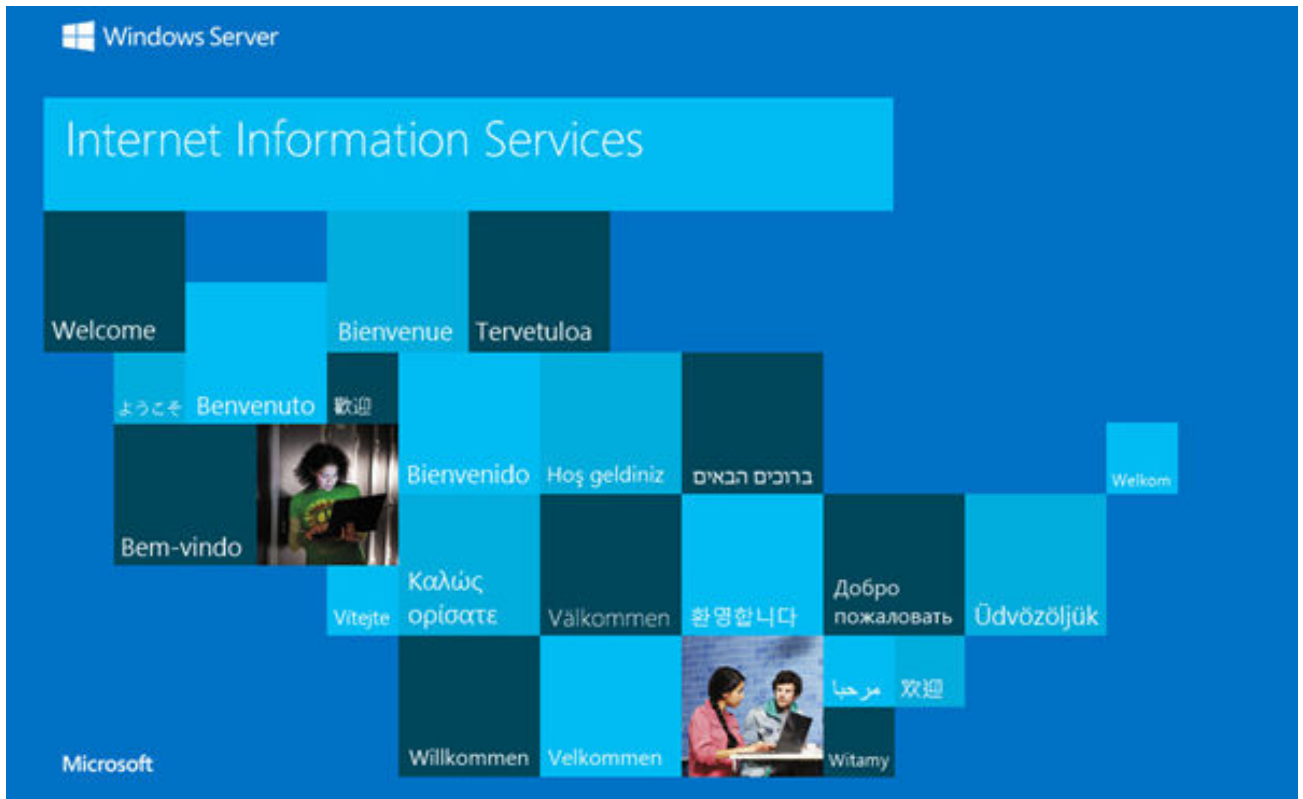 Windows Server
Internet Information Services
Welcome
Bienvenue
Tervetuloa
ようこそ
Benvenuto
歡迎
Bienvenido
Hoş geldiniz
ברוכים הבאים
Welkom
Bem-vindo
Vítejte
Καλώς
ορίσατε
Välkommen
환영합니다
Добро
пожаловать
Üdvözöljük
مرحبا
欢迎
Willkommen
Velkommen
Witamy
Microsoft